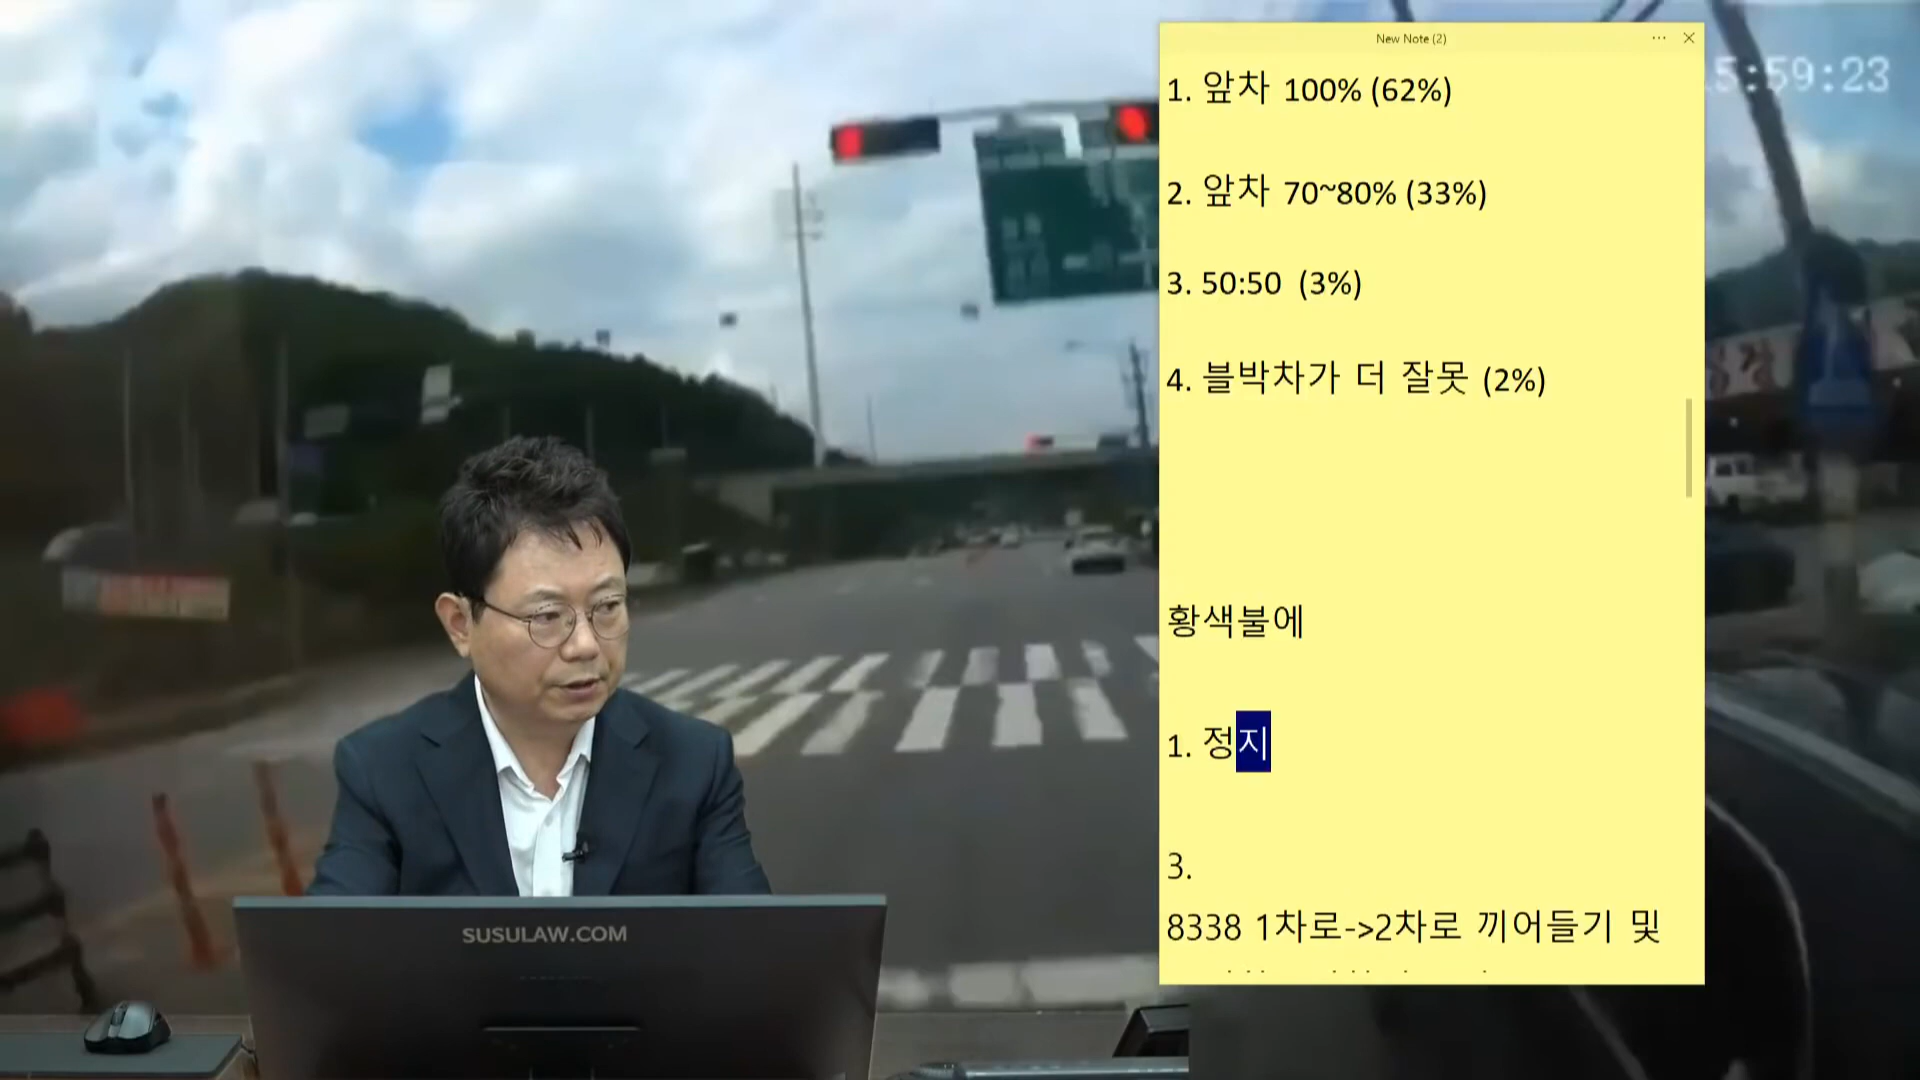 New Note (2)
1. 앞차 100% (62%)
2. 앞차 70~80% (33%)
3. 50:50 (3%)
4. 블박차가 더 잘못 (2%)
황색불에
1. 정지
3.
8338 1차로->2차로 끼어들기 및
5:59:23
SUSULAW.COM